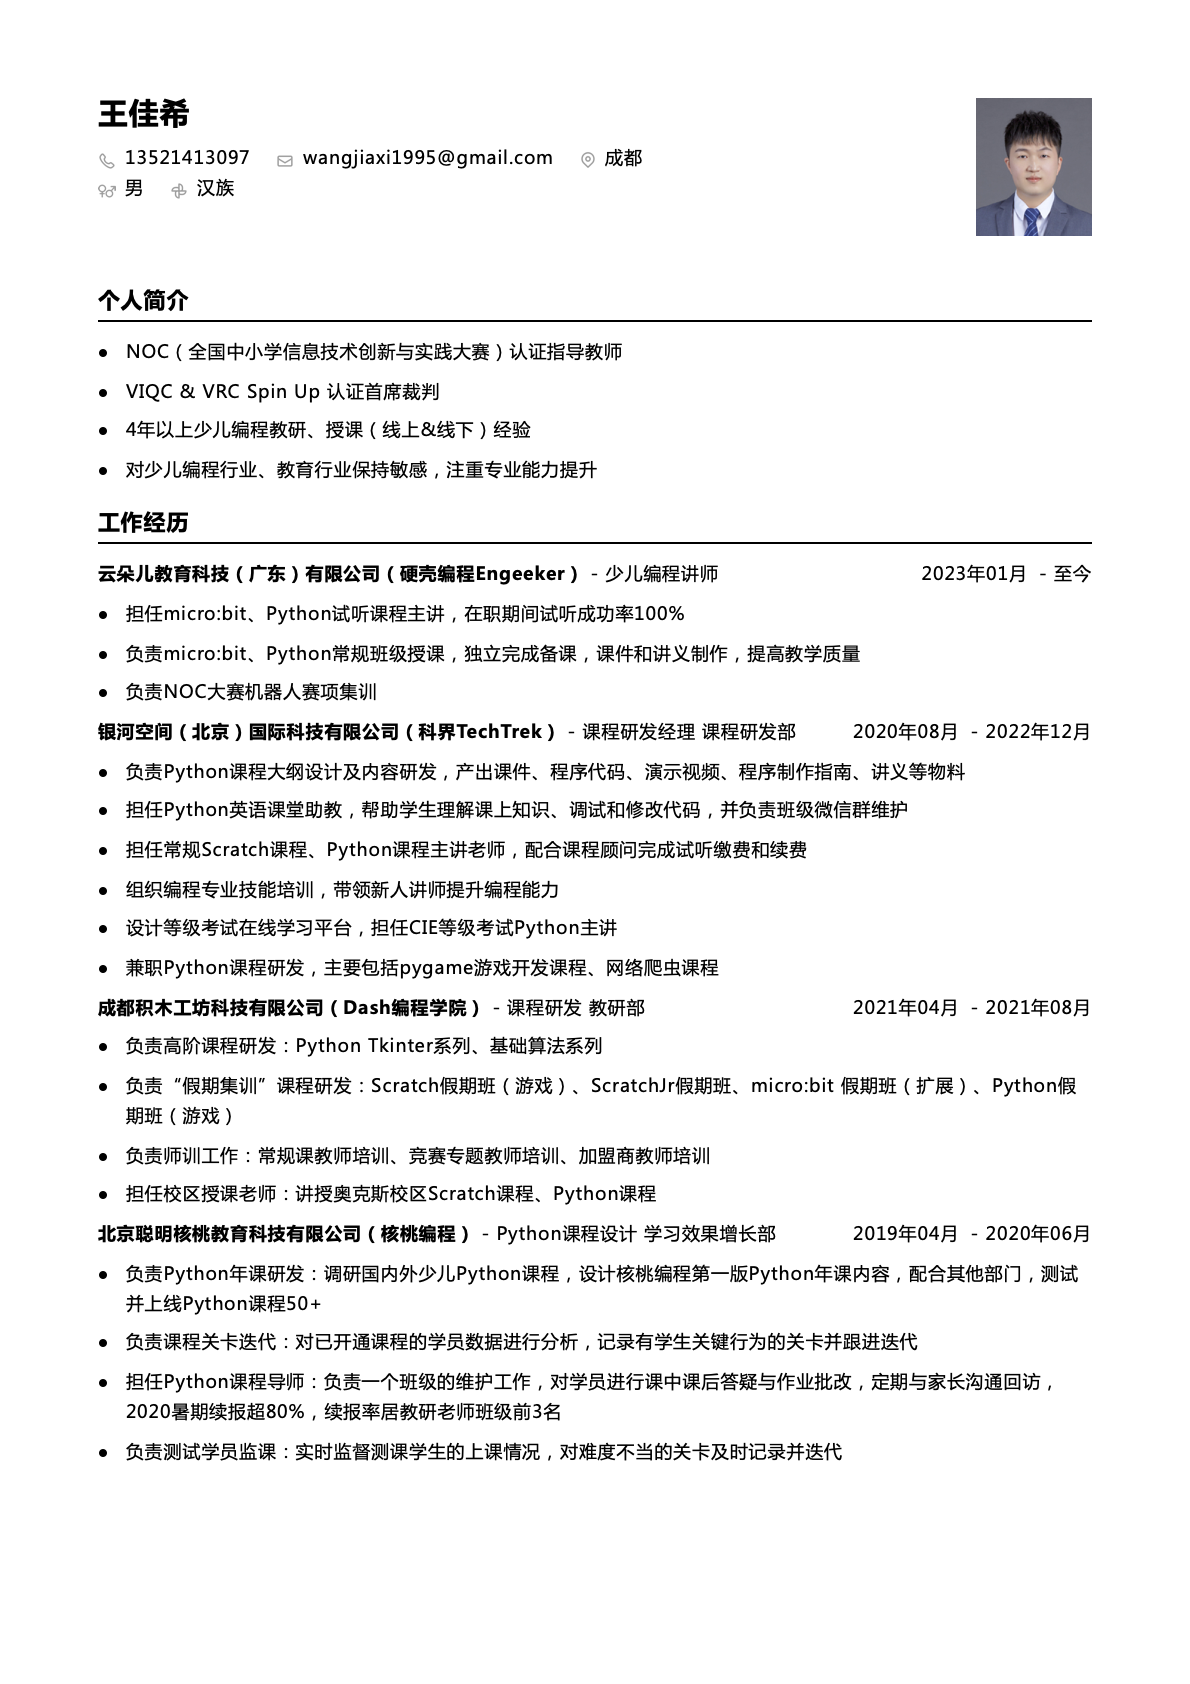 王佳希
13521413097 wangjiaxi1995@gmail.com 成都
男 汉族
个人简介
● NOC（全国中小学信息技术创新与实践大赛）认证指导教师
● VIQC & VRC Spin Up 认证首席裁判
● 4年以上少儿编程教研、授课（线上&线下）经验
● 对少儿编程行业、教育行业保持敏感，注重专业能力提升
工作经历
云朵儿教育科技（广东）有限公司（硬壳编程Engeeker） - 少儿编程讲师 2023年01月 - 至今
● 担任micro:bit、Python试听课程主讲，在职期间试听成功率100%
● 负责micro:bit、Python常规班级授课，独立完成备课，课件和讲义制作，提高教学质量
● 负责NOC大赛机器人赛项集训
银河空间（北京）国际科技有限公司（科界TechTrek） - 课程研发经理 课程研发部 2020年08月 - 2022年12月
● 负责Python课程大纲设计及内容研发，产出课件、程序代码、演示视频、程序制作指南、讲义等物料
● 担任Python英语课堂助教，帮助学生理解课上知识、调试和修改代码，并负责班级微信群维护
● 担任常规Scratch课程、Python课程主讲老师，配合课程顾问完成试听缴费和续费
● 组织编程专业技能培训，带领新人讲师提升编程能力
● 设计等级考试在线学习平台，担任CIE等级考试Python主讲
● 兼职Python课程研发，主要包括pygame游戏开发课程、网络爬虫课程
成都积木工坊科技有限公司（Dash编程学院） - 课程研发 教研部 2021年04月 - 2021年08月
● 负责高阶课程研发：Python Tkinter系列、基础算法系列
● 负责“假期集训”课程研发：Scratch假期班（游戏）、ScratchJr假期班、micro:bit 假期班（扩展）、Python假
期班（游戏）
● 负责师训工作：常规课教师培训、竞赛专题教师培训、加盟商教师培训
● 担任校区授课老师：讲授奥克斯校区Scratch课程、Python课程
北京聪明核桃教育科技有限公司（核桃编程） - Python课程设计 学习效果增长部 2019年04月 - 2020年06月
● 负责Python年课研发：调研国内外少儿Python课程，设计核桃编程第一版Python年课内容，配合其他部门，测试
并上线Python课程50+
● 负责课程关卡迭代：对已开通课程的学员数据进行分析，记录有学生关键行为的关卡并跟进迭代
● 担任Python课程导师：负责一个班级的维护工作，对学员进行课中课后答疑与作业批改，定期与家长沟通回访，
2020暑期续报超80%，续报率居教研老师班级前3名
● 负责测试学员监课：实时监督测课学生的上课情况，对难度不当的关卡及时记录并迭代